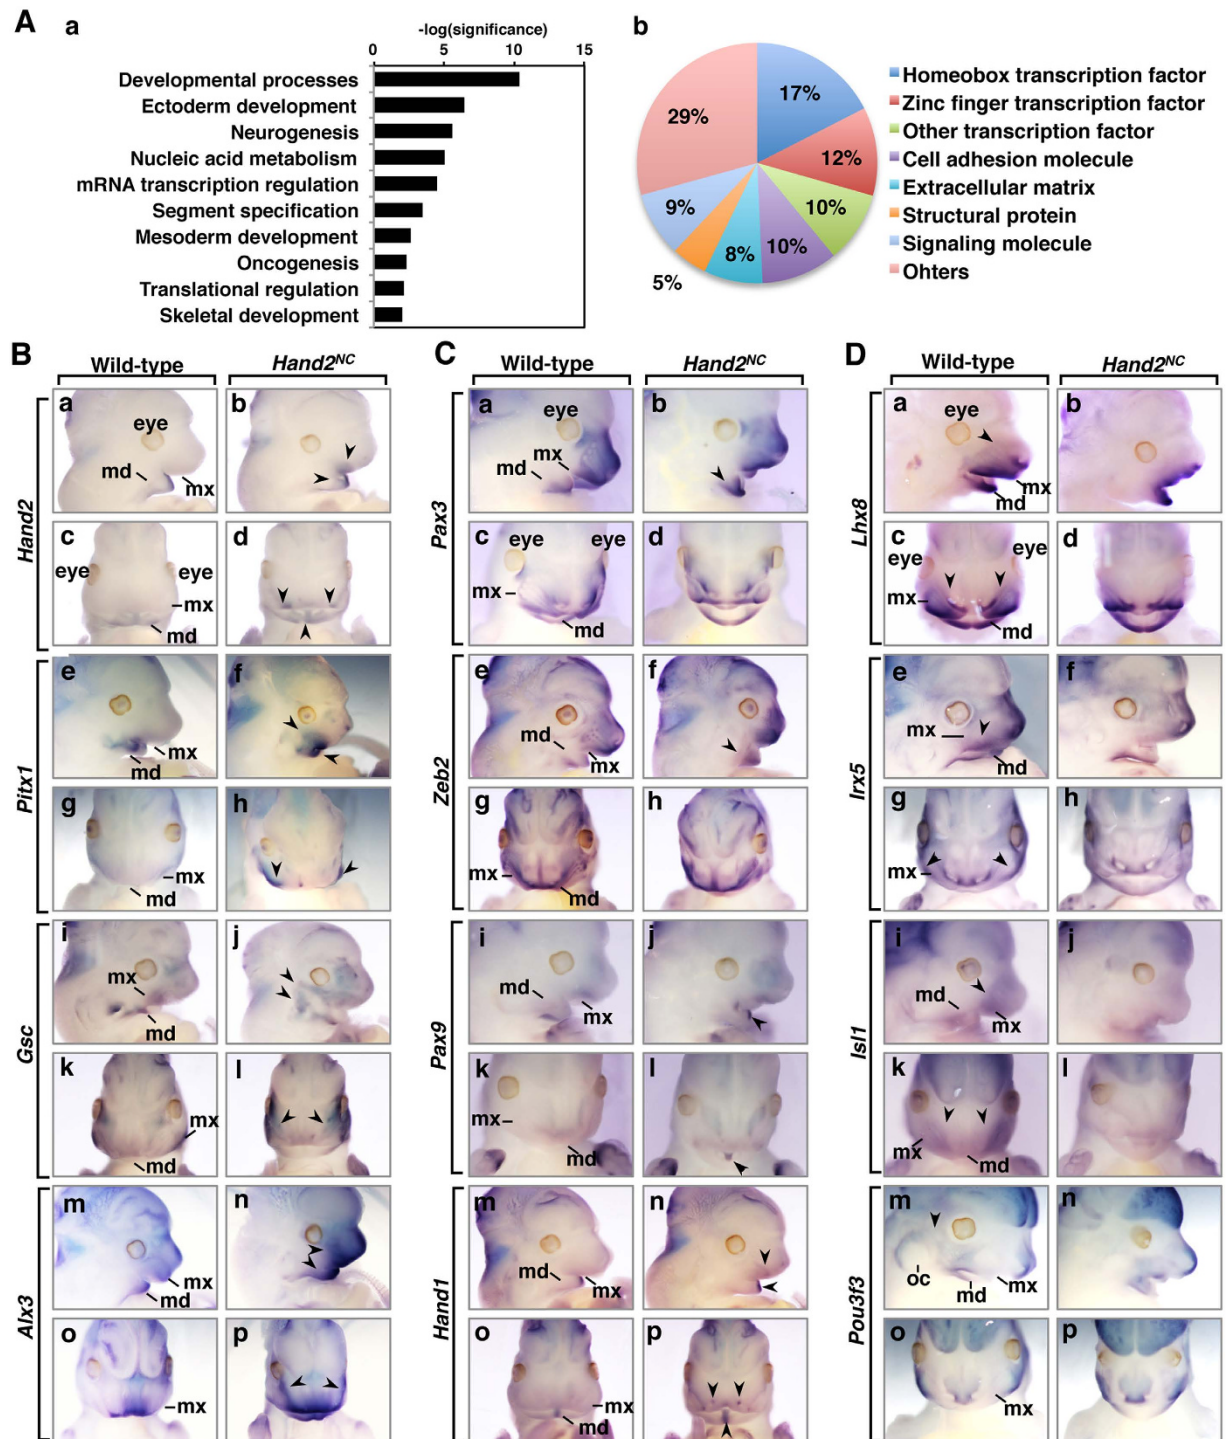 A
a
-log(significance)
0 5 10 15
Developmental processes
Ectoderm development
Neurogenesis
Nucleic acid metabolism
mRNA transcription regulation
Segment specification
Mesoderm development
Oncogenesis
Translational regulation
Skeletal development
b
17%
12%
10%
10%
8%
5%
9%
29%
Homeobox transcription factor
Zinc finger transcription factor
Other transcription factor
Cell adhesion molecule
Extracellular matrix
Structural protein
Signaling molecule
Ohters
B
Wild-type Hand2NC
Hand2
a eye md mx
b
c eye eye mx md
d
Pitx1
e mx md
f
g mx md
h
Gsc
i mx md
j
k mx md
l
Alx3
m mx md
n
o mx
p
C
Wild-type Hand2NC
Pax3
a eye mx md
b
c eye eye mx md
d
Zeb2
e md mx
f
g mx md
h
Pax9
i md mx
j
k mx md
l
Hand1
m md mx
n
o mx md
p
D
Wild-type Hand2NC
Lhx8
a eye mx md
b
c eye eye mx md
d
Irx5
e mx md
f
g mx
h
Isl1
i md mx
j
k mx md
l
Pou3f3
m oc md mx
n
o mx
p